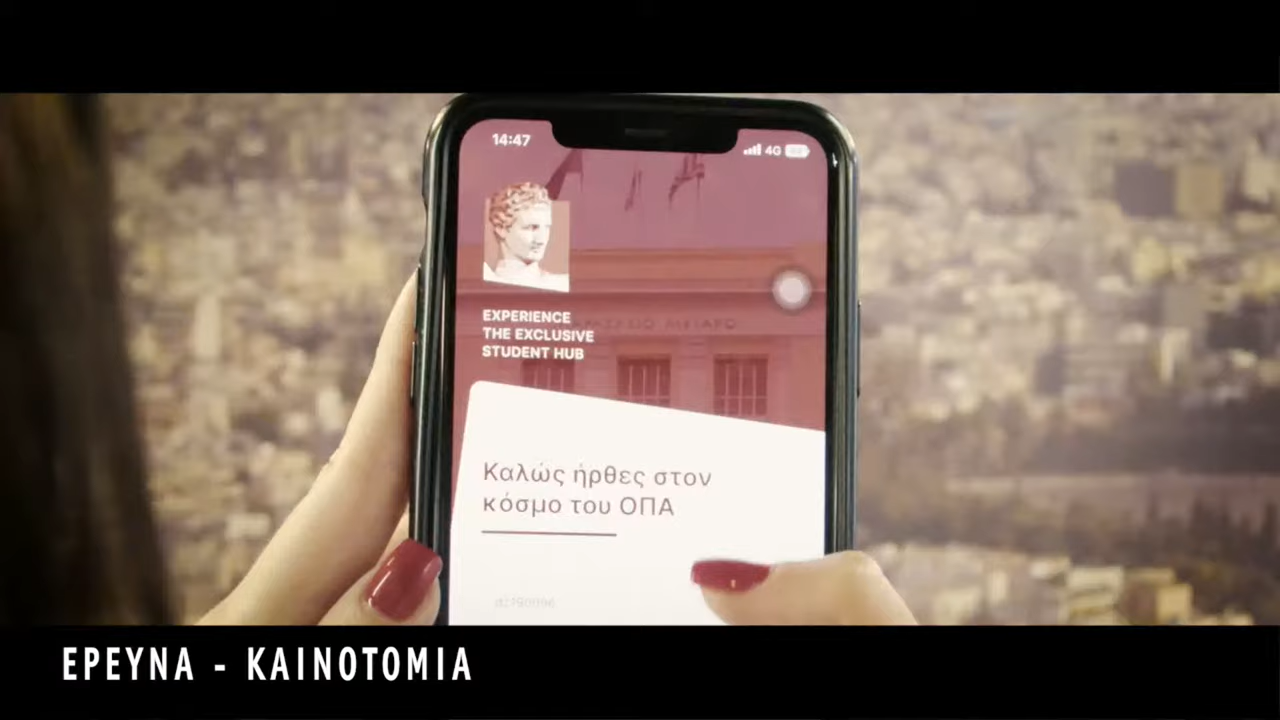 14:47
4G
EXPERIENCE
THE EXCLUSIVE
STUDENT HUB
Καλώς ήρθες στον
κόσμο του ΟΠΑ
ΕΡΕΥΝΑ - ΚΑΙΝΟΤΟΜΙΑ